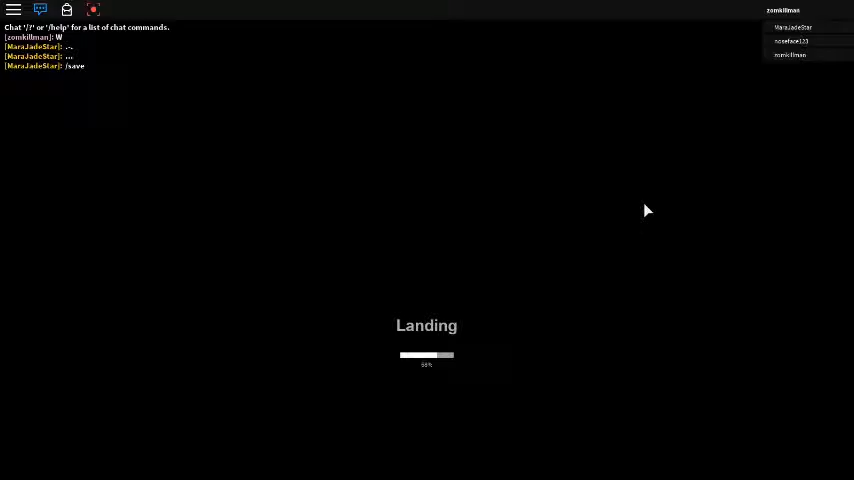 zomkillman
Chat '/?' or '/help' for a list of chat commands.
[zomkillman]: W
[MaraJadeStar]: .-.
[MaraJadeStar]: ...
[MaraJadeStar]: /save
MaraJadeStar
noseface123
zomkillman
Landing